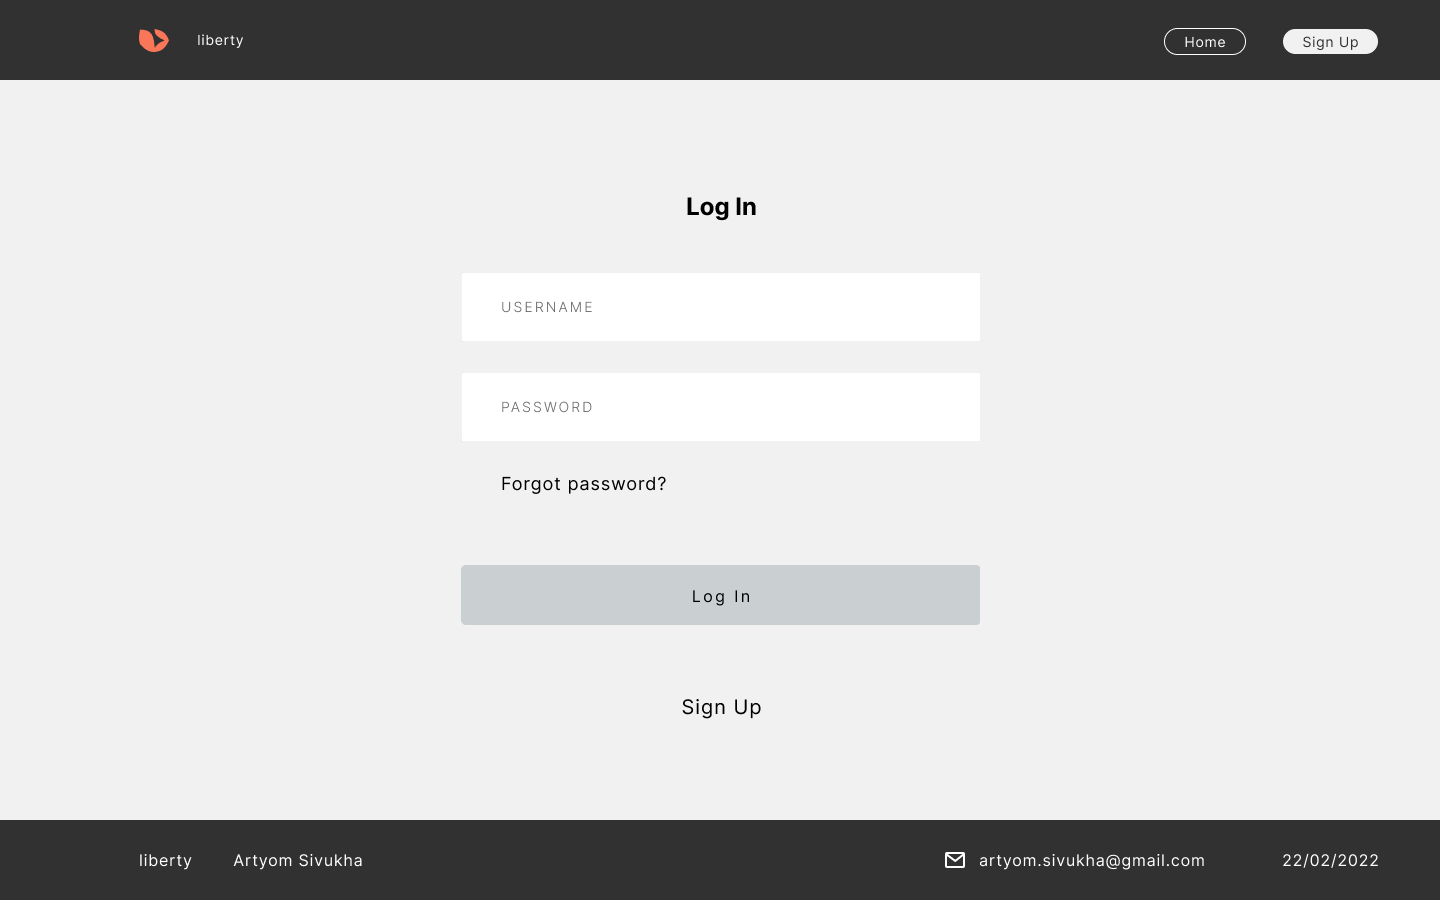 liberty
Home
Sign Up
Log In
USERNAME
PASSWORD
Forgot password?
Log In
Sign Up
liberty
Artyom Sivukha
artyom.sivukha@gmail.com
22/02/2022